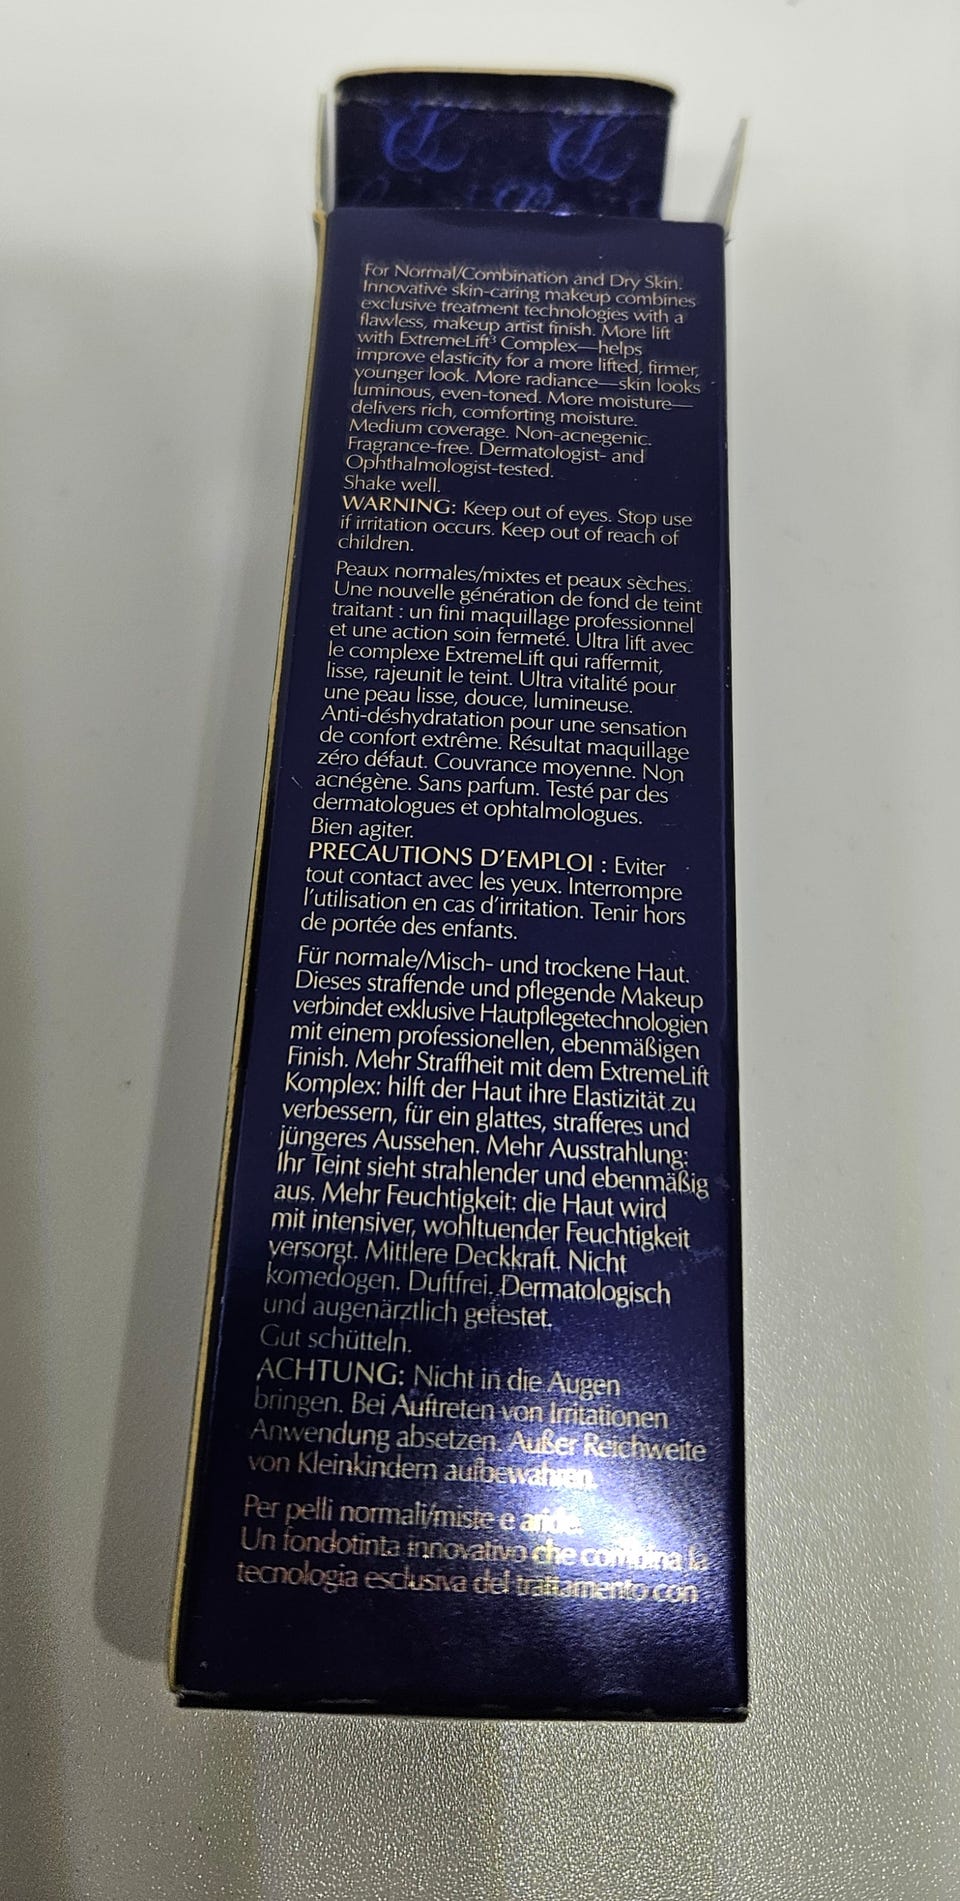 EL EL
For Normal/Combination and Dry Skin.
Innovative skin-caring makeup combines
exclusive treatment technologies with a
flawless, makeup artist finish. More lift
with ExtremeLift³ Complex—helps
improve elasticity for a more lifted, firmer,
younger look. More radiance—skin looks
luminous, even-toned. More moisture—
delivers rich, comforting moisture.
Medium coverage. Non-acnegenic.
Fragrance-free. Dermatologist- and
Ophthalmologist-tested.
Shake well.
WARNING: Keep out of eyes. Stop use
if irritation occurs. Keep out of reach of
children.
Peaux normales/mixtes et peaux sèches.
Une nouvelle génération de fond de teint
traitant : un fini maquillage professionnel
et une action soin fermeté. Ultra lift avec
le complexe ExtremeLift qui raffermit,
lisse, rajeunit le teint. Ultra vitalité pour
une peau lisse, douce, lumineuse.
Anti-déshydratation pour une sensation
de confort extrême. Résultat maquillage
zéro défaut. Couvrance moyenne. Non
acnégène. Sans parfum. Testé par des
dermatologues et ophtalmologues.
Bien agiter.
PRECAUTIONS D'EMPLOI : Eviter
tout contact avec les yeux. Interrompre
l'utilisation en cas d'irritation. Tenir hors
de portée des enfants.
Für normale/Misch- und trockene Haut.
Dieses straffende und pflegende Makeup
verbindet exklusive Hautpflegetechnologien
mit einem professionellen, ebenmäßigen
Finish. Mehr Straffheit mit dem ExtremeLift
Komplex: hilft der Haut ihre Elastizität zu
verbessern, für ein glattes, strafferes und
jüngeres Aussehen. Mehr Ausstrahlung:
Ihr Teint sieht strahlender und ebenmäßig
aus. Mehr Feuchtigkeit: die Haut wird
mit intensiver, wohltuender Feuchtigkeit
versorgt. Mittlere Deckkraft. Nicht
komedogen. Duftfrei. Dermatologisch
und augenärztlich getestet.
Gut schütteln.
ACHTUNG: Nicht in die Augen
bringen. Bei Auftreten von Irritationen
Anwendung absetzen. Außer Reichweite
von Kleinkindern aufbewahren.
Per pelli normali/miste e aride.
Un fondotinta innovativo che combina la
tecnologia esclusiva del trattamento con